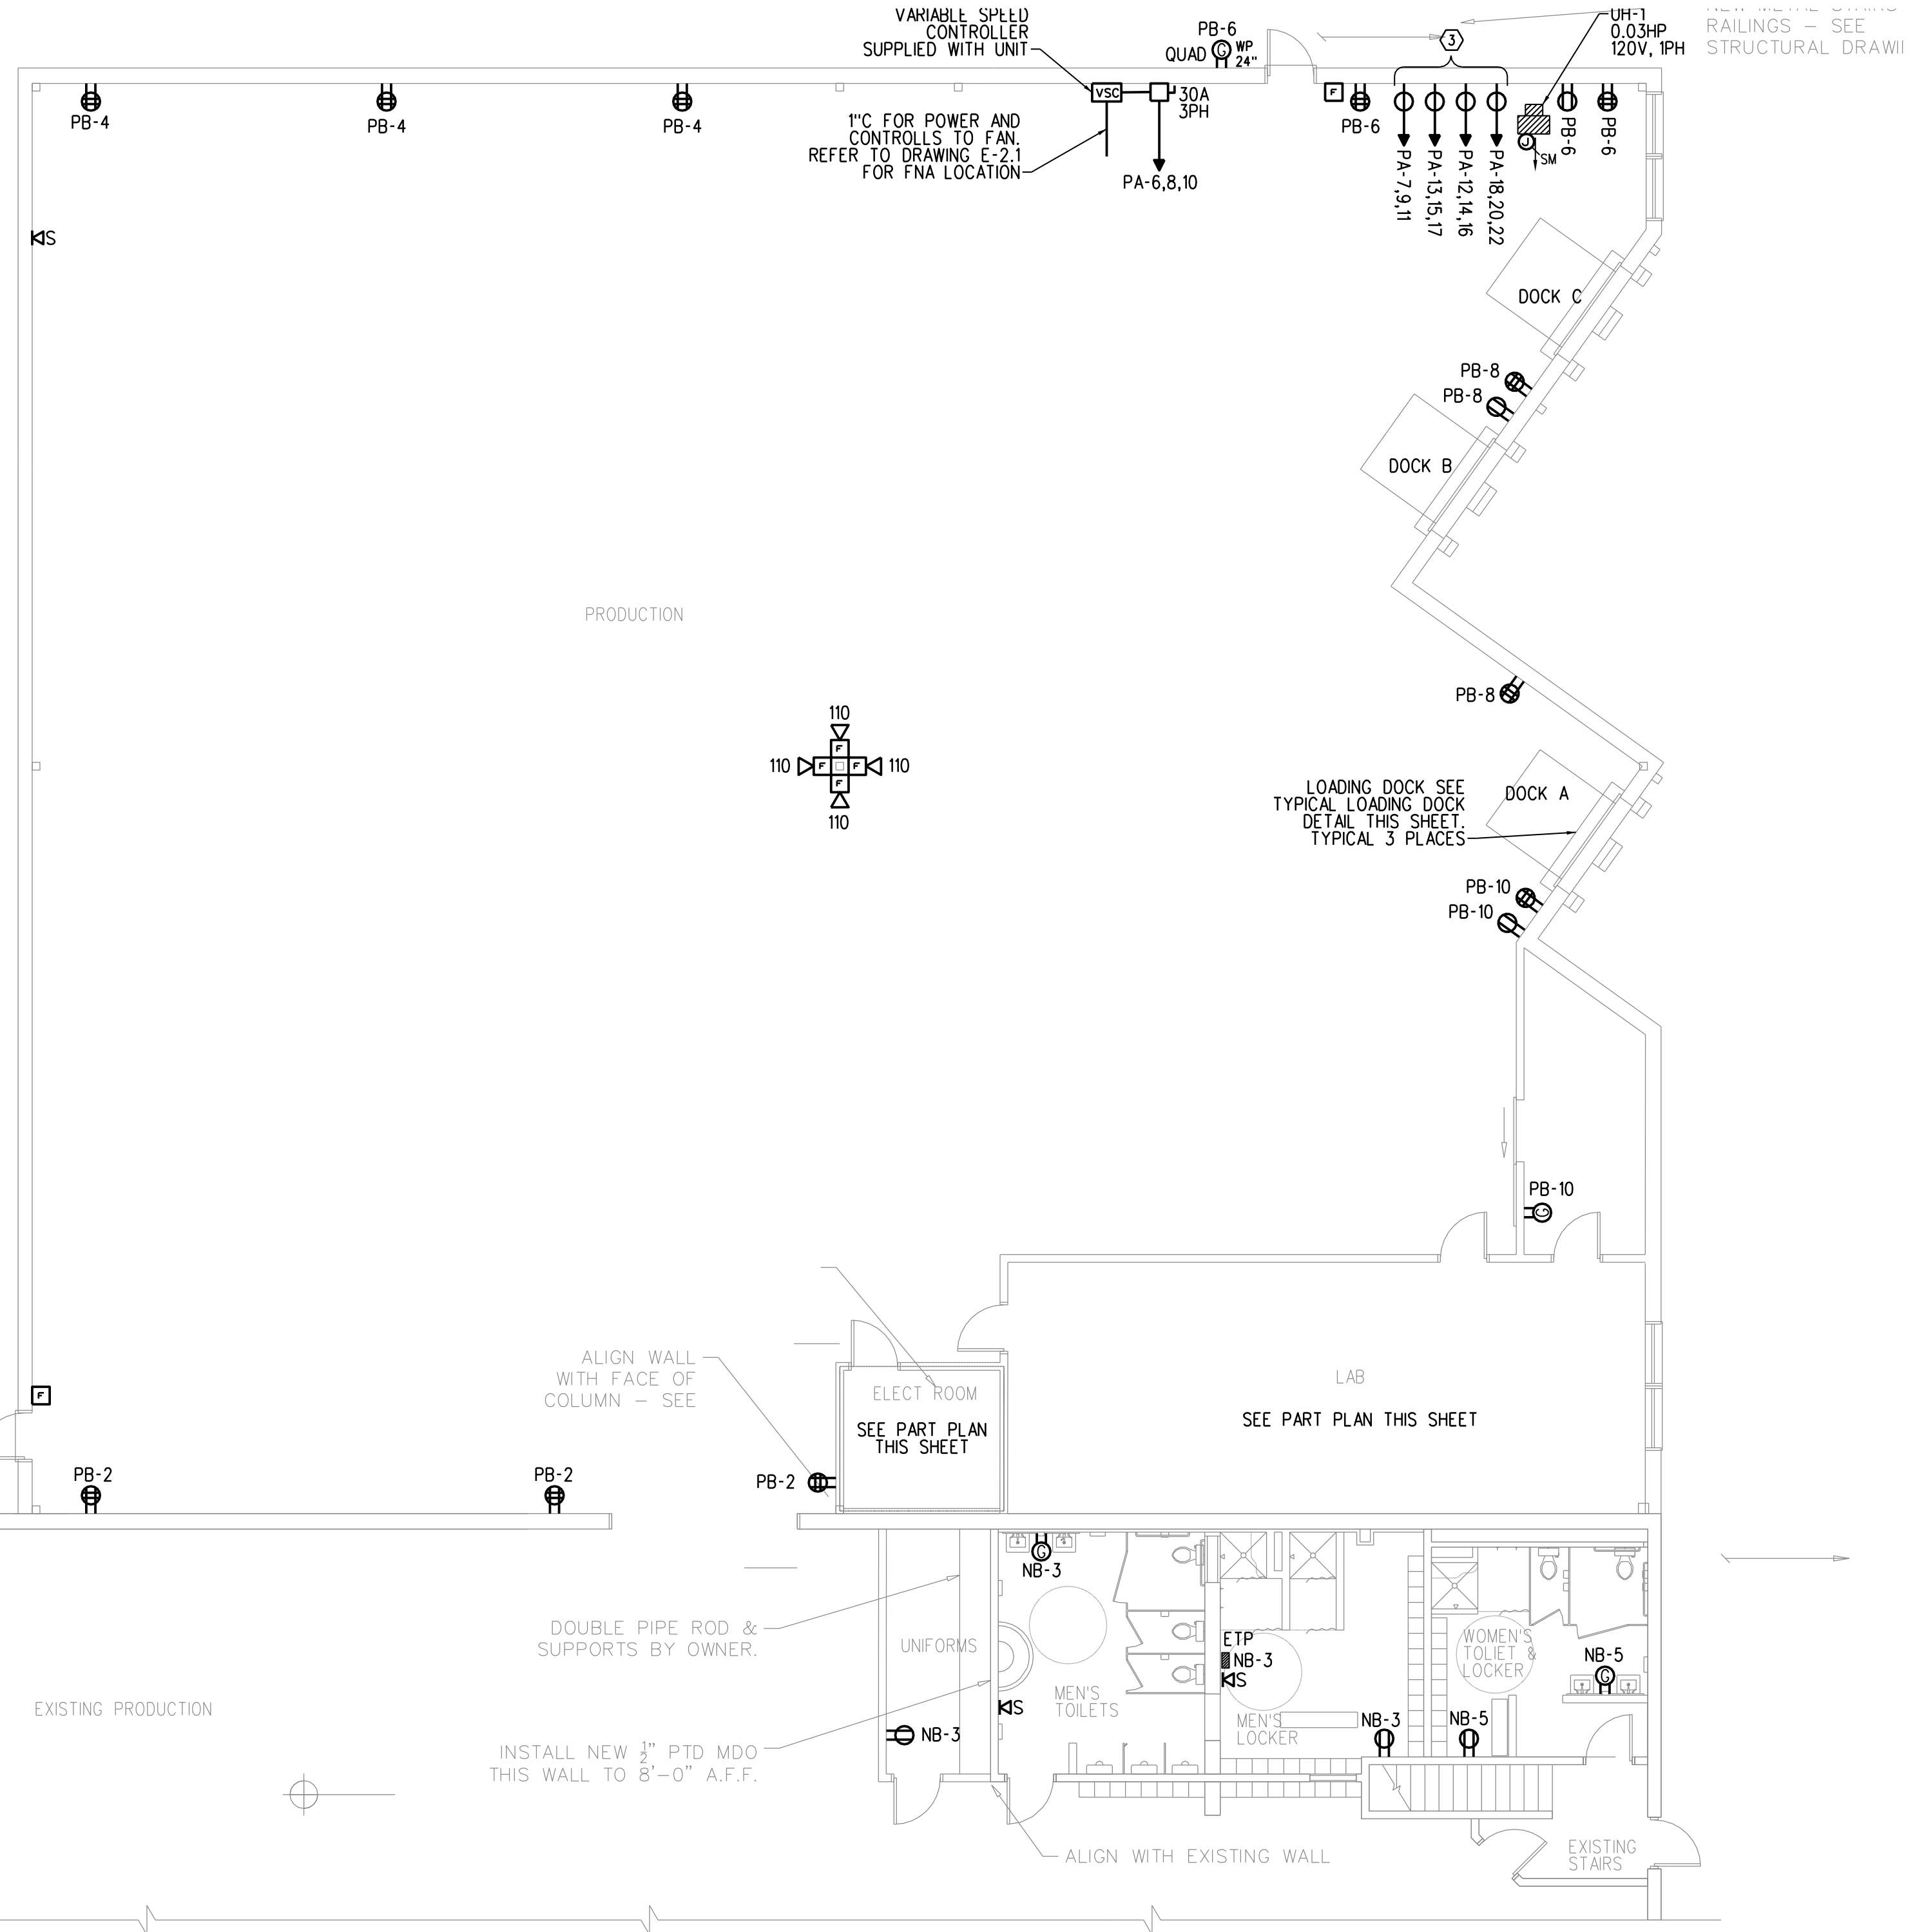 VARIABLE SPEED
CONTROLLER
SUPPLIED WITH UNIT
PB-6
QUAD G WP
24"
3
UH-1
0.03HP
120V, 1PH
NEW METAL STAIRS
RAILINGS – SEE
STRUCTURAL DRAWII
PB-4
PB-4
PB-4
VSC
30A
3PH
1"C FOR POWER AND
CONTROLLS TO FAN.
REFER TO DRAWING E-2.1
FOR FNA LOCATION
PA-6,8,10
F
PB-6
PA-7,9,11
PA-13,15,17
PA-12,14,16
PA-18,20,22
J
SM
PB-6
PB-6
S
DOCK C
PB-8
PB-8
DOCK B
PRODUCTION
PB-8
110
F
110 F
F 110
F
110
LOADING DOCK SEE
TYPICAL LOADING DOCK
DETAIL THIS SHEET.
TYPICAL 3 PLACES
DOCK A
PB-10
PB-10
PB-10
G
ALIGN WALL
WITH FACE OF
COLUMN – SEE
ELECT ROOM
SEE PART PLAN
THIS SHEET
LAB
SEE PART PLAN THIS SHEET
F
PB-2
PB-2
PB-2
G
NB-3
DOUBLE PIPE ROD &
SUPPORTS BY OWNER.
UNIFORMS
ETP
NB-3
S
WOMEN'S
TOLIET &
LOCKER
NB-5
G
EXISTING PRODUCTION
MEN'S
TOILETS
S
MEN'S
LOCKER
NB-3
NB-5
NB-3
INSTALL NEW ½" PTD MDO
THIS WALL TO 8'–0" A.F.F.
ALIGN WITH EXISTING WALL
EXISTING
STAIRS